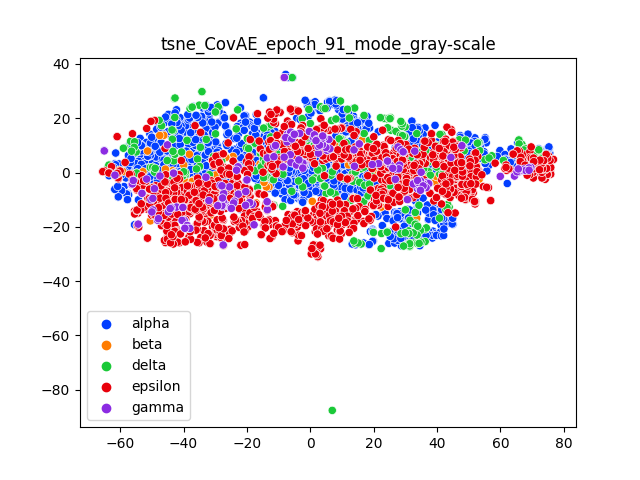 tsne_CovAE_epoch_91_mode_gray-scale
40
20
0
−20
−40
−60
−80
alpha
beta
delta
epsilon
gamma
−60 −40 −20 0 20 40 60 80